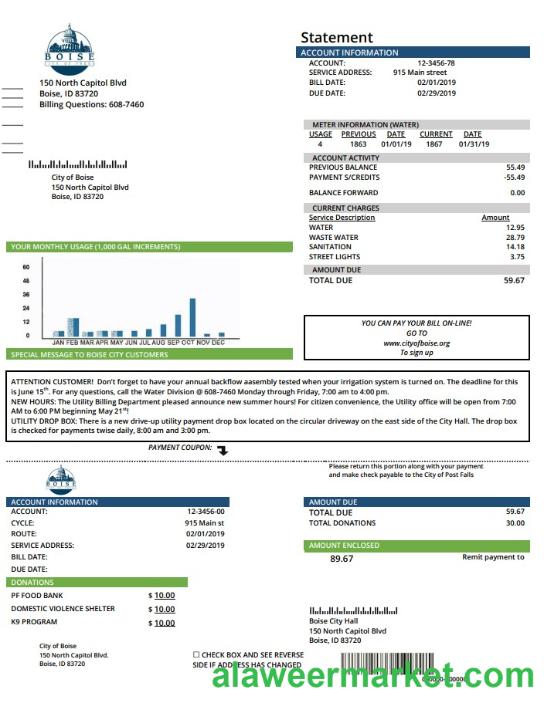 BOISE
150 North Capitol Blvd
Boise, ID 83720
Billing Questions: 608-7460
City of Boise
150 North Capitol Blvd
Boise, ID 83720
Statement
ACCOUNT INFORMATION
ACCOUNT: 12-3456-78
SERVICE ADDRESS: 915 Main street
BILL DATE: 02/01/2019
DUE DATE: 02/29/2019
METER INFORMATION (WATER)
USAGE PREVIOUS DATE CURRENT DATE
4 1863 01/01/19 1867 01/31/19
ACCOUNT ACTIVITY
PREVIOUS BALANCE 55.49
PAYMENT S/CREDITS -55.49
BALANCE FORWARD 0.00
CURRENT CHARGES
Service Description Amount
WATER 12.95
WASTE WATER 28.79
SANITATION 14.18
STREET LIGHTS 3.75
AMOUNT DUE
TOTAL DUE 59.67
YOUR MONTHLY USAGE (1,000 GAL INCREMENTS)
60
48
36
24
12
0
JAN FEB MAR APR MAY JUN JUL AUG SEP OCT NOV DEC
YOU CAN PAY YOUR BILL ON-LINE!
GO TO
www.cityofboise.org
To sign up
SPECIAL MESSAGE TO BOISE CITY CUSTOMERS
ATTENTION CUSTOMER! Don't forget to have your annual backflow aasembly tested when your irrigation system is turned on. The deadline for this
is June 15th. For any questions, call the Water Division @ 608-7460 Monday through Friday, 7:00 am to 4:00 pm.
NEW HOURS: The Utility Billing Department pleased announce new summer hours! For citizen convenience, the Utility office will be open from 7:00
AM to 6:00 PM beginning May 21st!
UTILITY DROP BOX: There is a new drive-up utility payment drop box located on the circular driveway on the east side of the City Hall. The drop box
is checked for payments twise daily, 8:00 am and 3:00 pm.
PAYMENT COUPON:
Please return this portion along with your payment
and make check payable to the City of Post Falls
BOISE
ACCOUNT INFORMATION
ACCOUNT: 12-3456-00
CYCLE: 915 Main st
ROUTE: 02/01/2019
SERVICE ADDRESS: 02/29/2019
BILL DATE:
DUE DATE:
DONATIONS
PF FOOD BANK $ 10.00
DOMESTIC VIOLENCE SHELTER $ 10.00
K9 PROGRAM $ 10.00
AMOUNT DUE
TOTAL DUE 59.67
TOTAL DONATIONS 30.00
AMOUNT ENCLOSED
89.67 Remit payment to
Boise City Hall
150 North Capitol Blvd
Boise, ID 83720
City of Boise
150 North Capitol Blvd.
Boise, ID 83720
☐ CHECK BOX AND SEE REVERSE
SIDE IF ADDRESS HAS CHANGED
alaweermarket.com